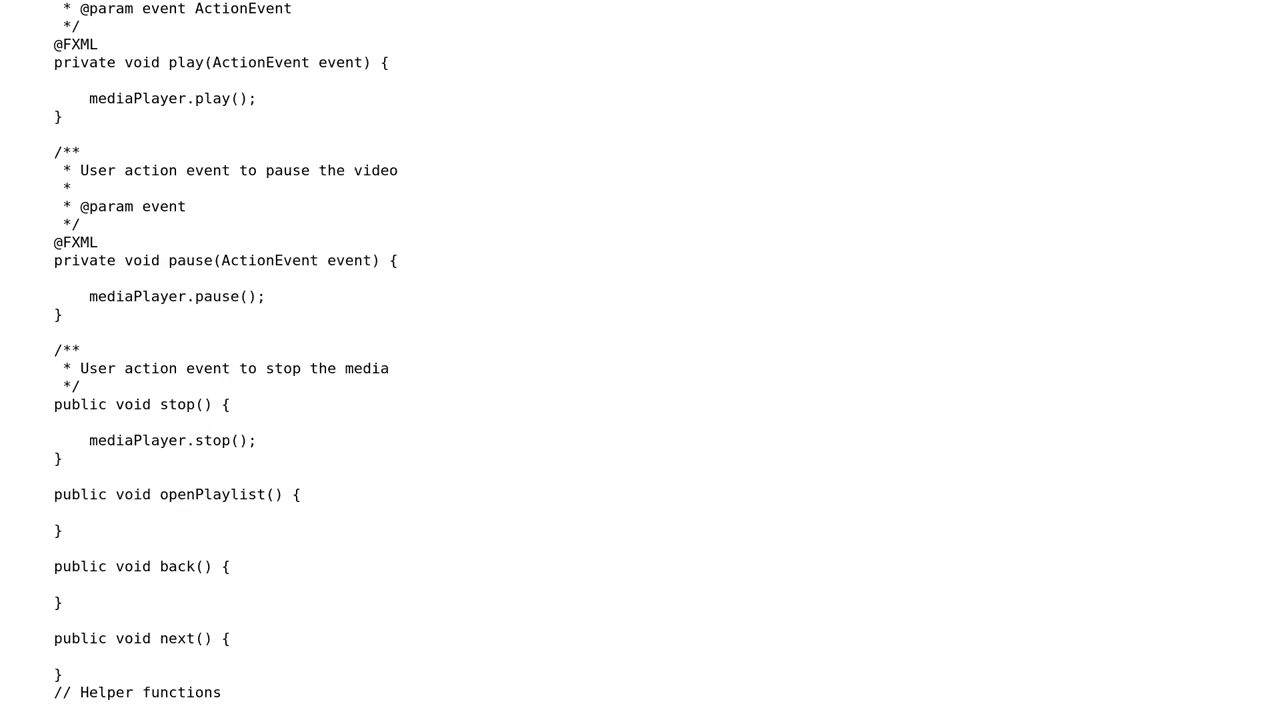 * @param event ActionEvent
 */
@FXML
private void play(ActionEvent event) {

    mediaPlayer.play();
}

/**
 * User action event to pause the video
 *
 * @param event
 */
@FXML
private void pause(ActionEvent event) {

    mediaPlayer.pause();
}

/**
 * User action event to stop the media
 */
public void stop() {

    mediaPlayer.stop();
}

public void openPlaylist() {

}

public void back() {

}

public void next() {

}
// Helper functions